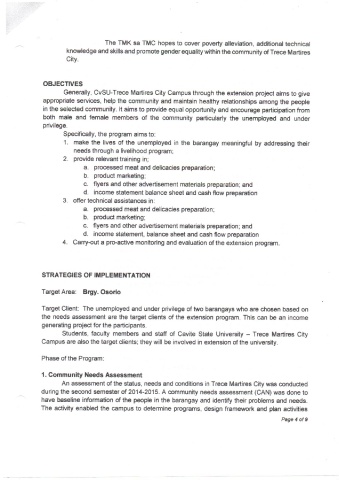 The TMK sa TMC hopes to cover poverty alleviation, additional technical
knowledge and skills and promote gender equality within the community of Trece Martires
City.
OBJECTIVES
Generally, CvSU-Trece Martires City Campus through the extension project aims to give
appropriate services, help the community and maintain healthy relationships among the people
in the selected community. It aims to provide equal opportunity and encourage participation from
both male and female members of the community particularly the unemployed and under
privilege.
Specifically, the program aims to:
1. make the lives of the unemployed in the barangay meaningful by addressing their
needs through a livelihood program;
2. provide relevant training in;
a. processed meat and delicacies preparation;
b. product marketing;
c. flyers and other advertisement materials preparation; and
d. income statement balance sheet and cash flow preparation
3. offer technical assistances in:
a. processed meat and delicacies preparation;
b. product marketing;
c. flyers and other advertisement materials preparation; and
d. income statement, balance sheet and cash flow preparation
4. Carry-out a pro-active monitoring and evaluation of the extension program.
STRATEGIES OF IMPLEMENTATION
Target Area: Brgy. Osorio
Target Client: The unemployed and under privilege of two barangays who are chosen based on
the needs assessment are the target clients of the extension program. This can be an income
generating project for the participants.
Students, faculty members and staff of Cavite State University – Trece Martires City
Campus are also the target clients; they will be involved in extension of the university.
Phase of the Program:
1. Community Needs Assessment
An assessment of the status, needs and conditions in Trece Martires City was conducted
during the second semester of 2014-2015. A community needs assessment (CAN) was done to
have baseline information of the people in the barangay and identify their problems and needs.
The activity enabled the campus to determine programs, design framework and plan activities
Page 4 of 9